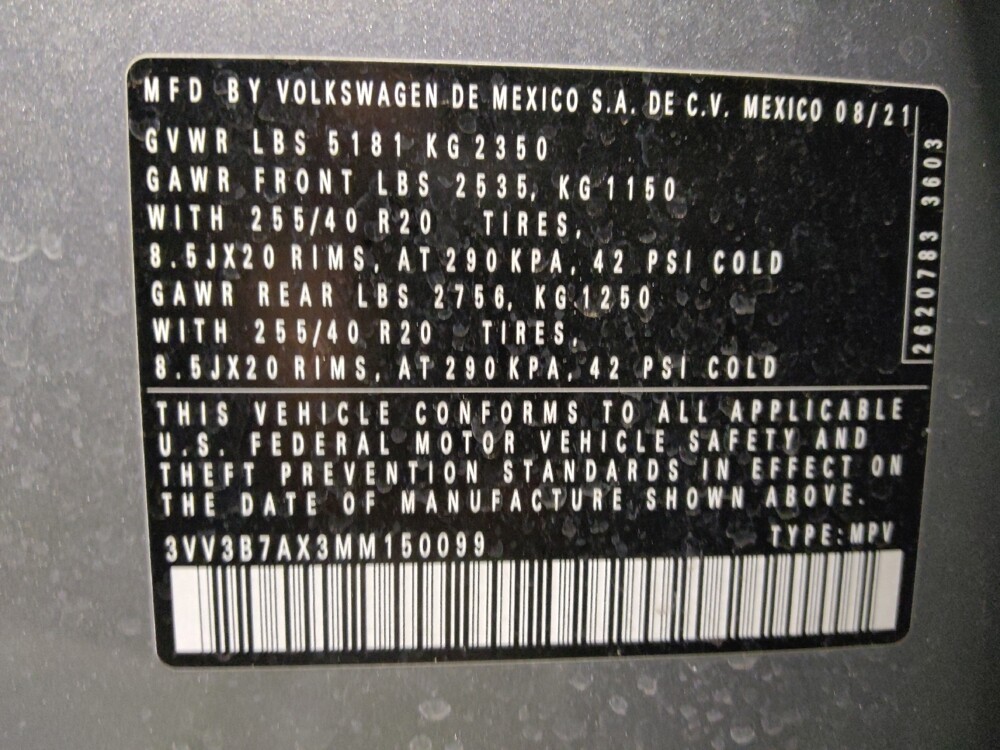 MFD BY VOLKSWAGEN DE MEXICO S.A. DE C.V. MEXICO 08/21
GVWR LBS 5181 KG 2350
GAWR FRONT LBS 2535, KG 1150
WITH 255/40 R20 TIRES,
8.5JX20 RIMS, AT 290 KPA, 42 PSI COLD
GAWR REAR LBS 2756, KG 1250
WITH 255/40 R20 TIRES,
8.5JX20 RIMS, AT 290 KPA, 42 PSI COLD
2620783 3603
THIS VEHICLE CONFORMS TO ALL APPLICABLE
U.S. FEDERAL MOTOR VEHICLE SAFETY AND
THEFT PREVENTION STANDARDS IN EFFECT ON
THE DATE OF MANUFACTURE SHOWN ABOVE.
3VV3B7AX3MM150099 TYPE:MPV